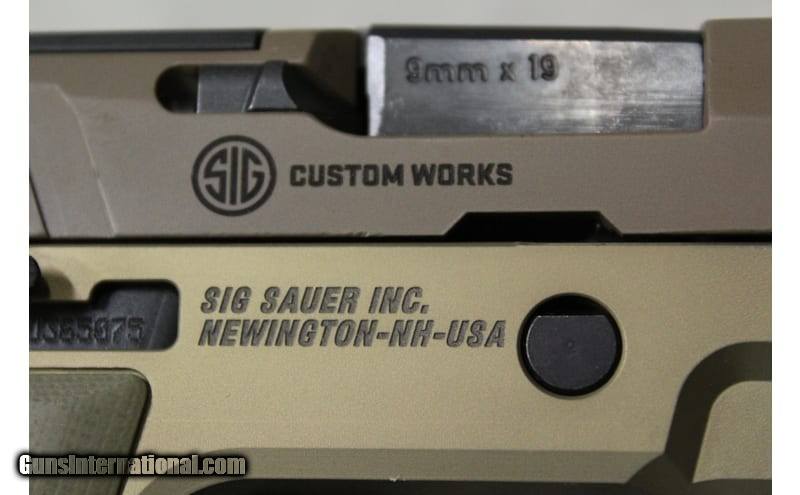 9mm x 19
SIG CUSTOM WORKS
SIG SAUER INC.
NEWINGTON-NH-USA
GunsInternational.com